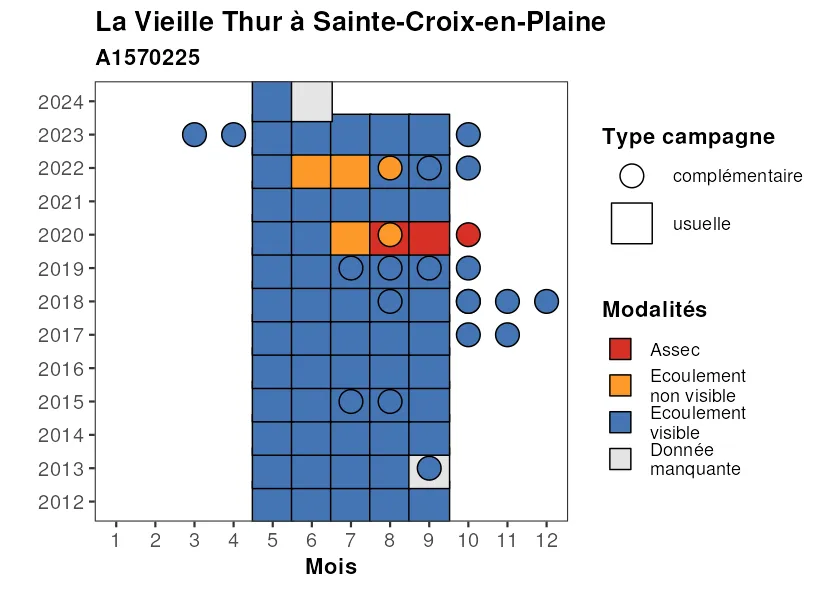 La Vieille Thur à Sainte-Croix-en-Plaine
A1570225
2024
2023
2022
2021
2020
2019
2018
2017
2016
2015
2014
2013
2012
1 2 3 4 5 6 7 8 9 10 11 12
Mois
Type campagne
complémentaire
usuelle
Modalités
Assec
Ecoulement
non visible
Ecoulement
visible
Donnée
manquante